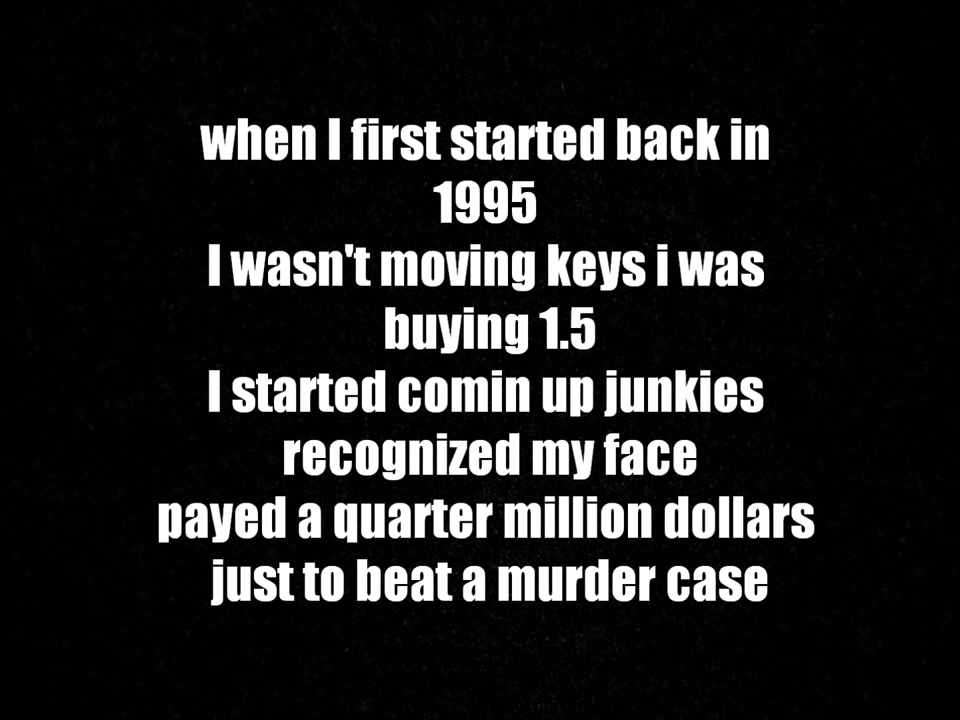 when I first started back in
1995
I wasn't moving keys i was
buying 1.5
I started comin up junkies
recognized my face
payed a quarter million dollars
just to beat a murder case